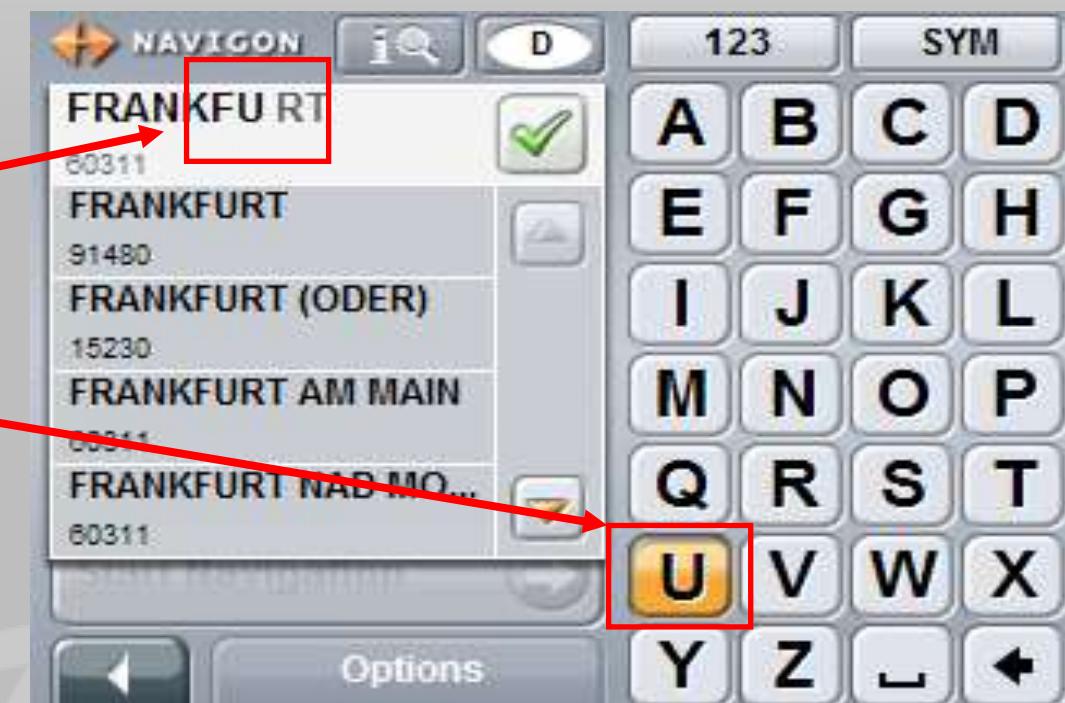 NAVIGON D 123 SYM
FRANKFU RT
60311
FRANKFURT
91480
FRANKFURT (ODER)
15230
FRANKFURT AM MAIN
60311
FRANKFURT NAD MO...
60311
Options
A B C D
E F G H
I J K L
M N O P
Q R S T
U V W X
Y Z